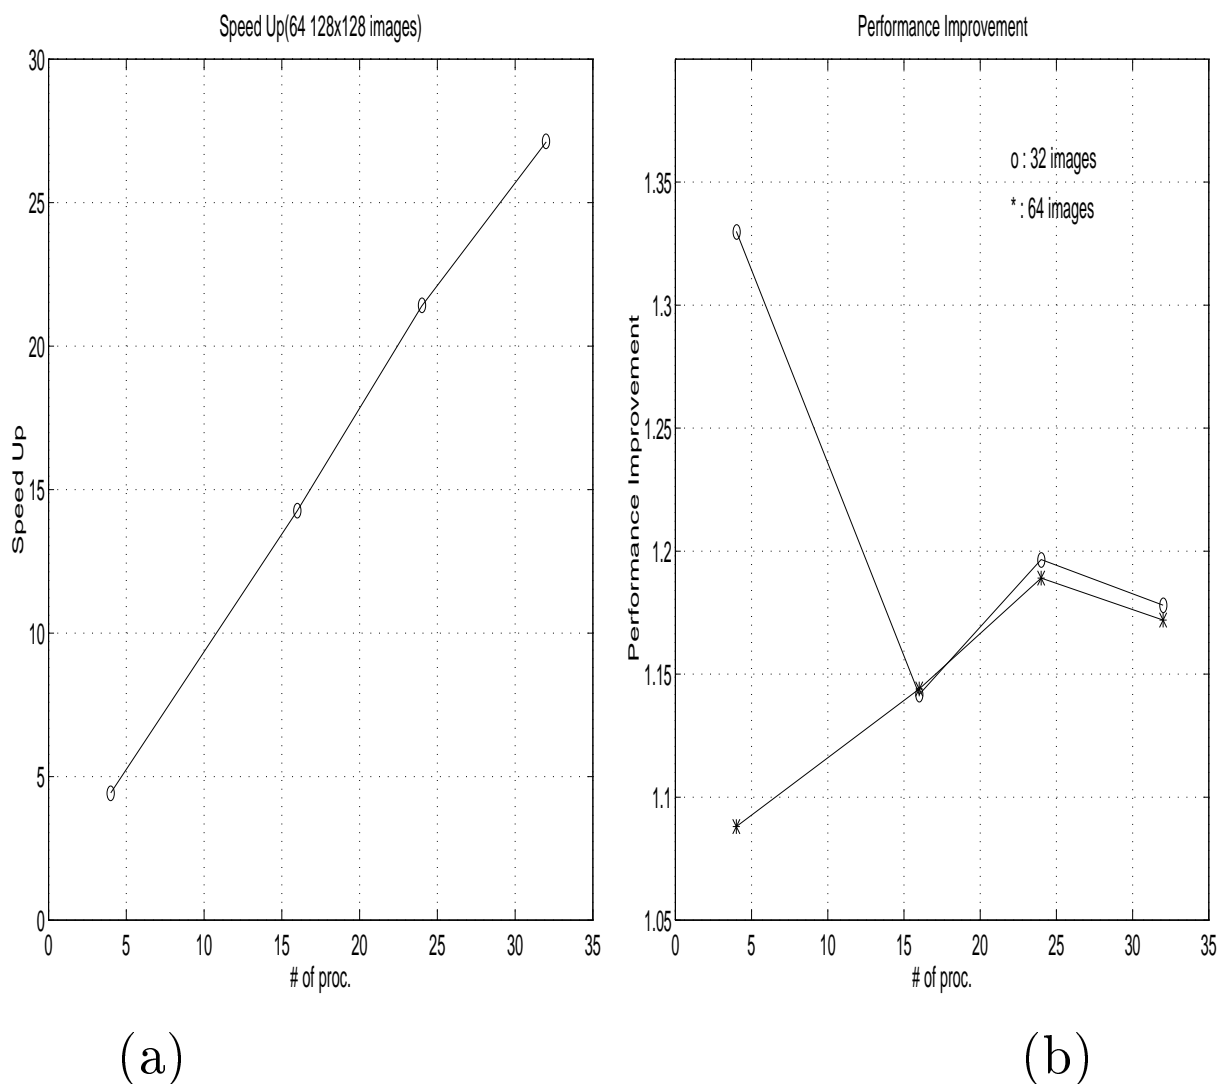 Speed Up(64 128x128 images)
30
25
20
15
10
5
0
Speed Up
0 5 10 15 20 25 30 35
# of proc.
(a)
Performance Improvement
o : 32 images
* : 64 images
1.35
1.3
1.25
1.2
1.15
1.1
1.05
Performance Improvement
0 5 10 15 20 25 30 35
# of proc.
(b)